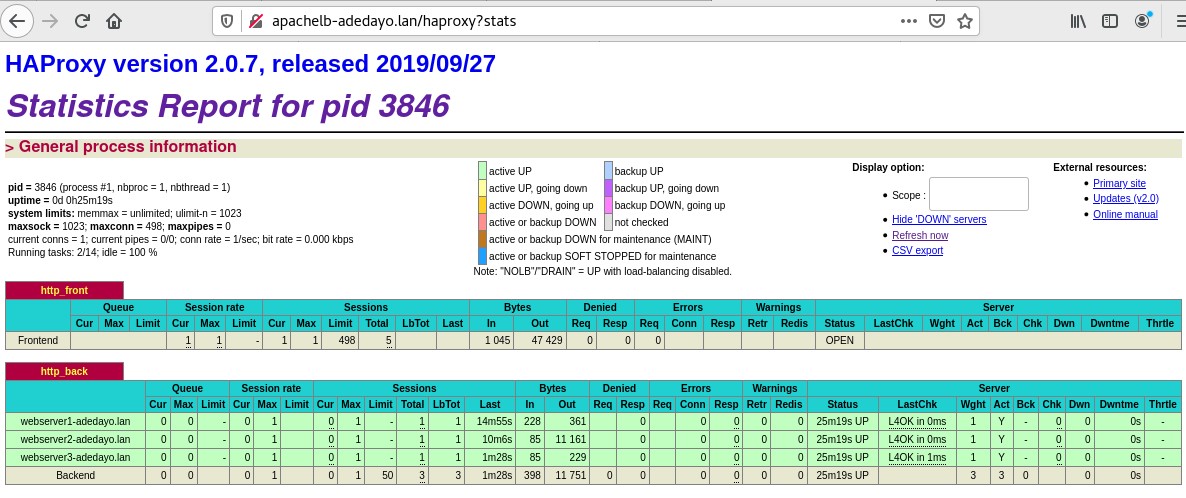 apachelb-adedayo.lan/haproxy?stats
HAProxy version 2.0.7, released 2019/09/27
Statistics Report for pid 3846
> General process information
pid = 3846 (process #1, nbproc = 1, nbthread = 1)
uptime = 0d 0h25m19s
system limits: memmax = unlimited; ulimit-n = 1023
maxsock = 1023; maxconn = 498; maxpipes = 0
current conns = 1; current pipes = 0/0; conn rate = 1/sec; bit rate = 0.000 kbps
Running tasks: 2/14; idle = 100 %
active UP backup UP
active UP, going down backup UP, going down
active DOWN, going up backup DOWN, going up
active or backup DOWN not checked
active or backup DOWN for maintenance (MAINT)
active or backup SOFT STOPPED for maintenance
Note: "NOLB"/"DRAIN" = UP with load-balancing disabled.
Display option:
Scope :
Hide 'DOWN' servers
Refresh now
CSV export
External resources:
Primary site
Updates (v2.0)
Online manual
http_front
Queue Session rate Sessions Bytes Denied Errors Warnings Server
Cur Max Limit Cur Max Limit Cur Max Limit Total LbTot Last In Out Req Resp Req Conn Resp Retr Redis Status LastChk Wght Act Bck Chk Dwn Dwntme Thrtle
Frontend 1 1 - 1 1 498 5 1 045 47 429 0 0 0 OPEN
http_back
Queue Session rate Sessions Bytes Denied Errors Warnings Server
Cur Max Limit Cur Max Limit Cur Max Limit Total LbTot Last In Out Req Resp Req Conn Resp Retr Redis Status LastChk Wght Act Bck Chk Dwn Dwntme Thrtle
webserver1-adedayo.lan 0 0 - 0 1 0 1 - 1 1 14m55s 228 361 0 0 0 0 0 25m19s UP L4OK in 0ms 1 Y - 0 0 0s -
webserver2-adedayo.lan 0 0 - 0 1 0 1 - 1 1 10m6s 85 11 161 0 0 0 0 0 25m19s UP L4OK in 0ms 1 Y - 0 0 0s -
webserver3-adedayo.lan 0 0 - 0 1 0 1 - 1 1 1m28s 85 229 0 0 0 0 0 25m19s UP L4OK in 1ms 1 Y - 0 0 0s -
Backend 0 0 0 1 0 1 50 3 3 1m28s 398 11 751 0 0 0 0 0 0 25m19s UP 3 3 0 0 0s